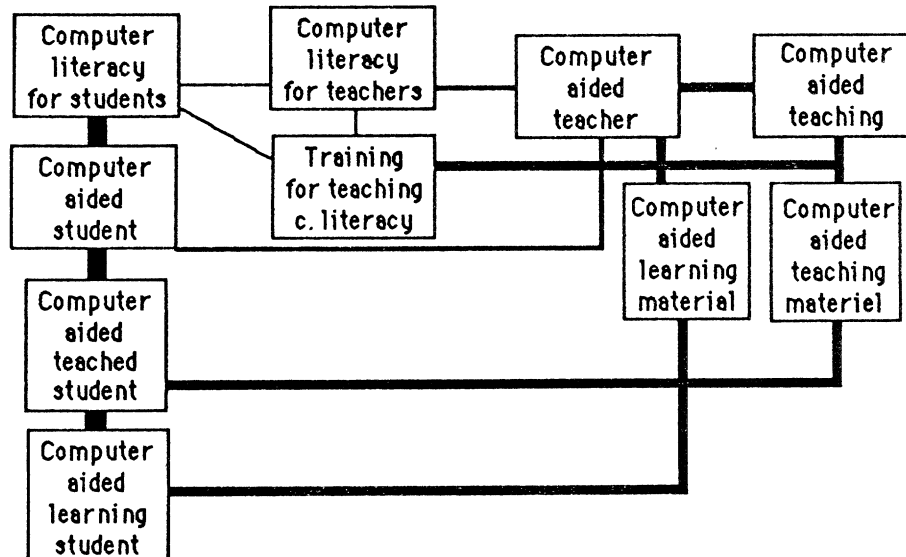 Computer
literacy
for students
Computer
literacy
for teachers
Computer
aided
teacher
Computer
aided
teaching
Training
for teaching
c. literacy
Computer
aided
student
Computer
aided
learning
material
Computer
aided
teaching
materiel
Computer
aided
teached
student
Computer
aided
learning
student